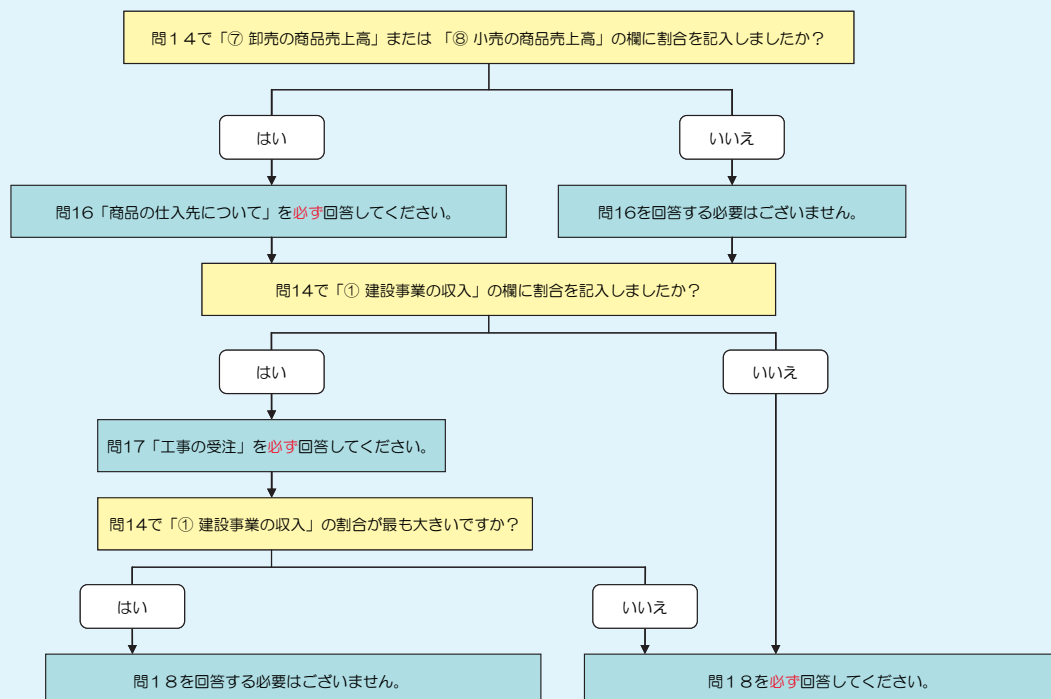 問１４で「⑦ 卸売の商品売上高」または 「⑧ 小売の商品売上高」の欄に割合を記入しましたか？
はい
いいえ
問16「商品の仕入先について」を必ず回答してください。
問16を回答する必要はございません。
問14で「① 建設事業の収入」の欄に割合を記入しましたか？
はい
いいえ
問17「工事の受注」を必ず回答してください。
問14で「① 建設事業の収入」の割合が最も大きいですか？
はい
いいえ
問１８を回答する必要はございません。
問１８を必ず回答してください。